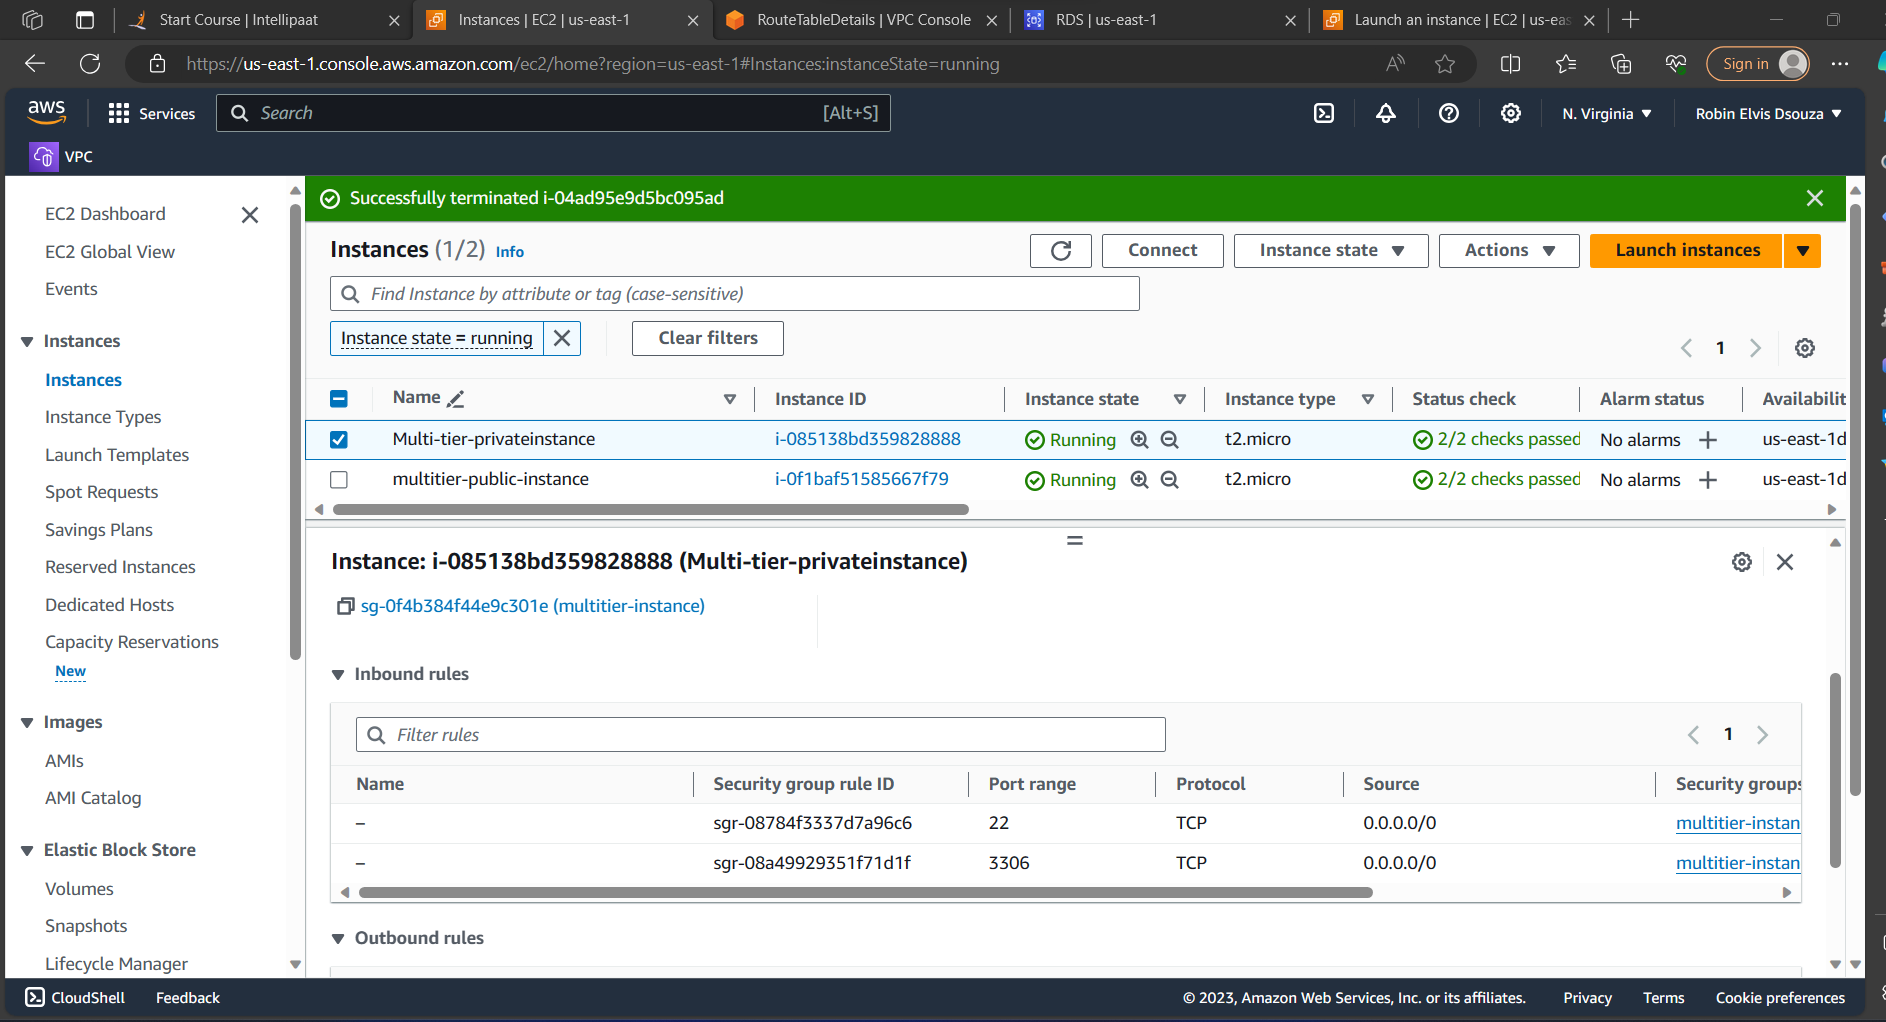 Start Course | Intellipaat
Instances | EC2 | us-east-1
RouteTableDetails | VPC Console
RDS | us-east-1
Launch an instance | EC2 | us-eas
https://us-east-1.console.aws.amazon.com/ec2/home?region=us-east-1#Instances:instanceState=running
Sign in
aws
Services
Search
[Alt+S]
N. Virginia
Robin Elvis Dsouza
VPC
EC2 Dashboard
EC2 Global View
Events
Instances
Instances
Instance Types
Launch Templates
Spot Requests
Savings Plans
Reserved Instances
Dedicated Hosts
Capacity Reservations
New
Images
AMIs
AMI Catalog
Elastic Block Store
Volumes
Snapshots
Lifecycle Manager
Successfully terminated i-04ad95e9d5bc095ad
Instances (1/2) Info
Connect
Instance state
Actions
Launch instances
Find Instance by attribute or tag (case-sensitive)
Instance state = running
Clear filters
1
Name Instance ID Instance state Instance type Status check Alarm status Availabilit
Multi-tier-privateinstance i-085138bd359828888 Running t2.micro 2/2 checks passed No alarms + us-east-1d
multitier-public-instance i-0f1baf51585667f79 Running t2.micro 2/2 checks passed No alarms + us-east-1d
Instance: i-085138bd359828888 (Multi-tier-privateinstance)
sg-0f4b384f44e9c301e (multitier-instance)
Inbound rules
Filter rules
1
Name Security group rule ID Port range Protocol Source Security groups
– sgr-08784f3337d7a96c6 22 TCP 0.0.0.0/0 multitier-instan
– sgr-08a49929351f71d1f 3306 TCP 0.0.0.0/0 multitier-instan
Outbound rules
CloudShell Feedback © 2023, Amazon Web Services, Inc. or its affiliates. Privacy Terms Cookie preferences